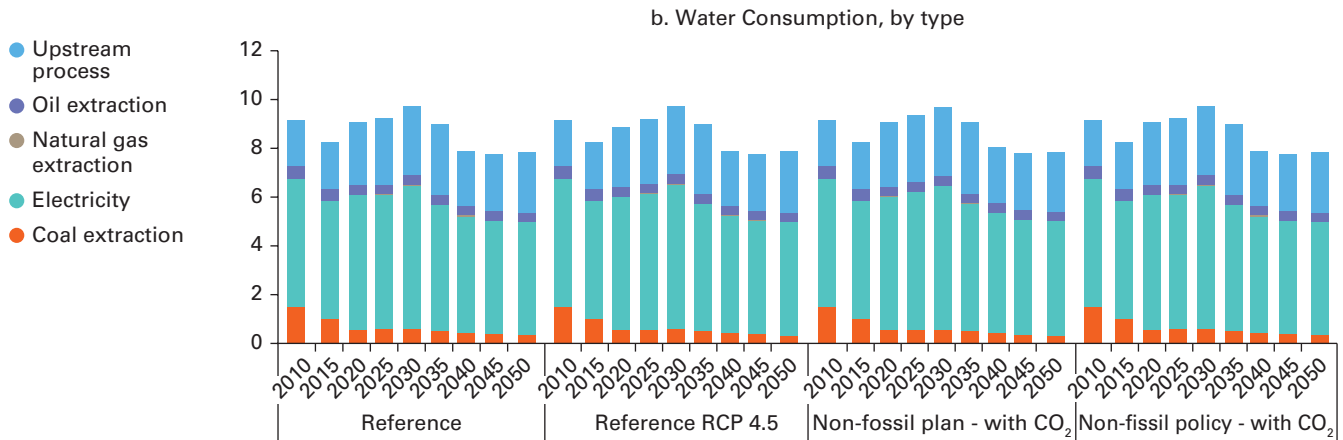 b. Water Consumption, by type
Upstream
process
Oil extraction
Natural gas
extraction
Electricity
Coal extraction
12
10
8
6
4
2
0
2010 2015 2020 2025 2030 2035 2040 2045 2050 2010 2015 2020 2025 2030 2035 2040 2045 2050 2010 2015 2020 2025 2030 2035 2040 2045 2050 2010 2015 2020 2025 2030 2035 2040 2045 2050
Reference Reference RCP 4.5 Non-fossil plan - with CO₂ Non-fissil policy - with CO₂